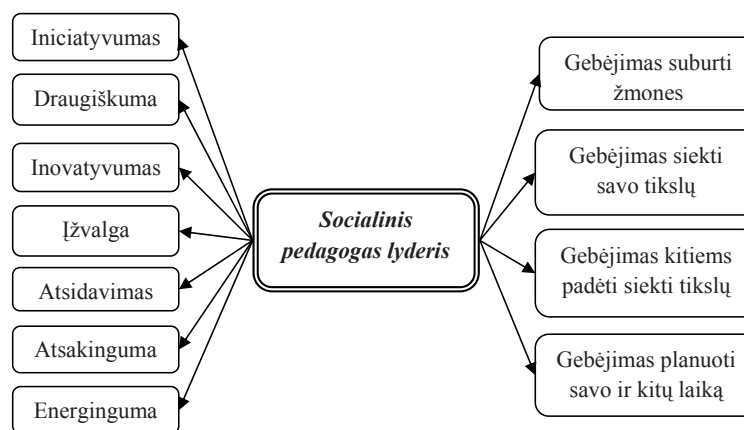 Iniciatyvumas
Draugiškuma
Inovatyvumas
Įžvalga
Atsidavimas
Atsakinguma
Energinguma
Socialinis
pedagogas lyderis
Gebėjimas suburti
žmones
Gebėjimas siekti
savo tikslų
Gebėjimas kitiems
padėti siekti tikslų
Gebėjimas planuoti
savo ir kitų laiką